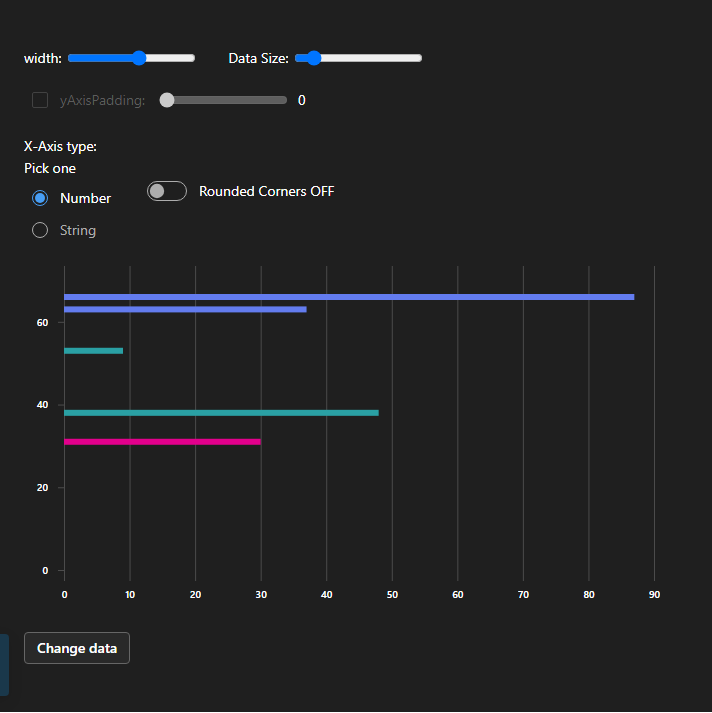 width: Data Size:
yAxisPadding: 0
X-Axis type:
Pick one
Number
Rounded Corners OFF
String
60
40
20
0
0 10 20 30 40 50 60 70 80 90
Change data